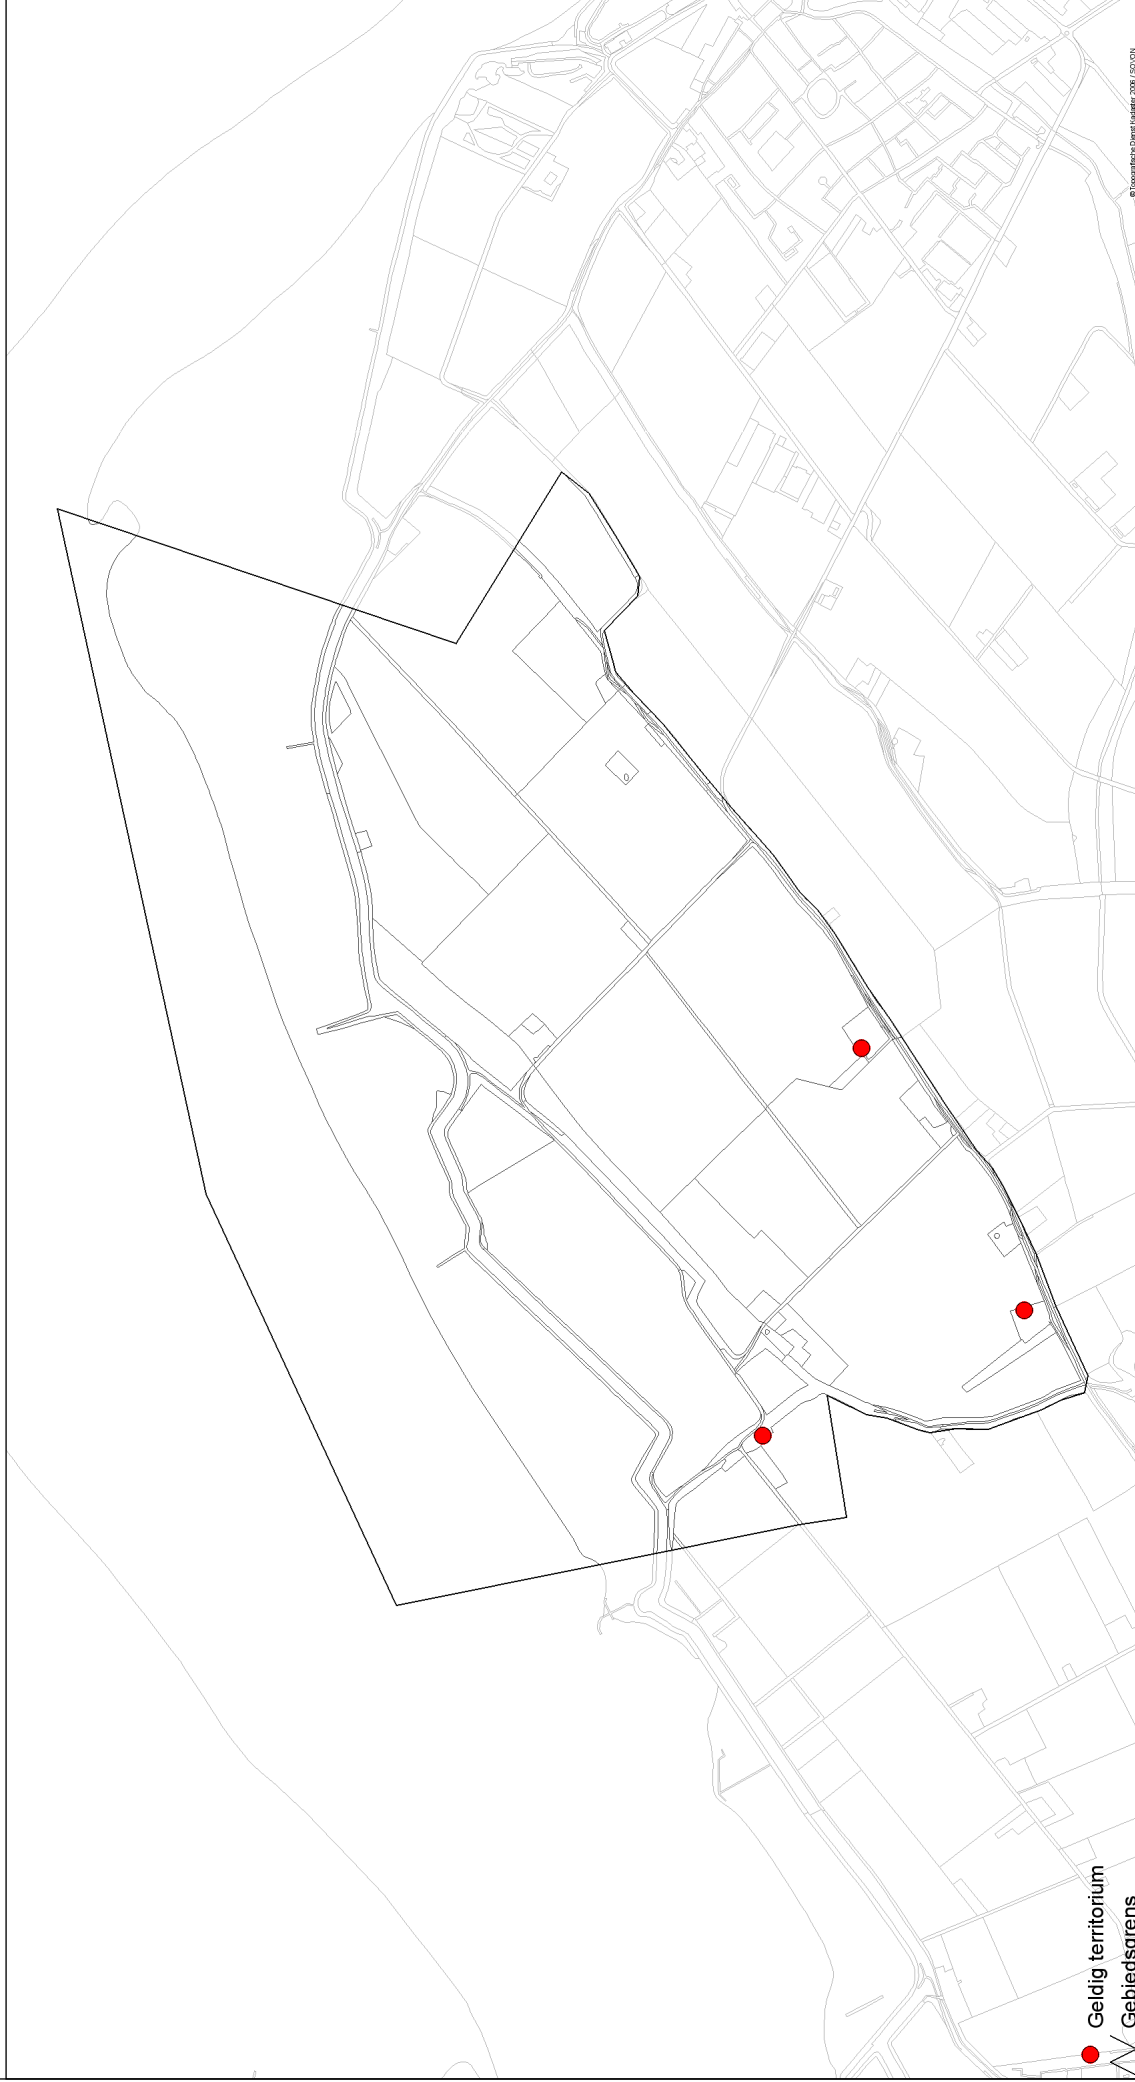 Geldig territorium
Gebiedsgrens
© Topografische Dienst Kadaster 2006 / SOVON